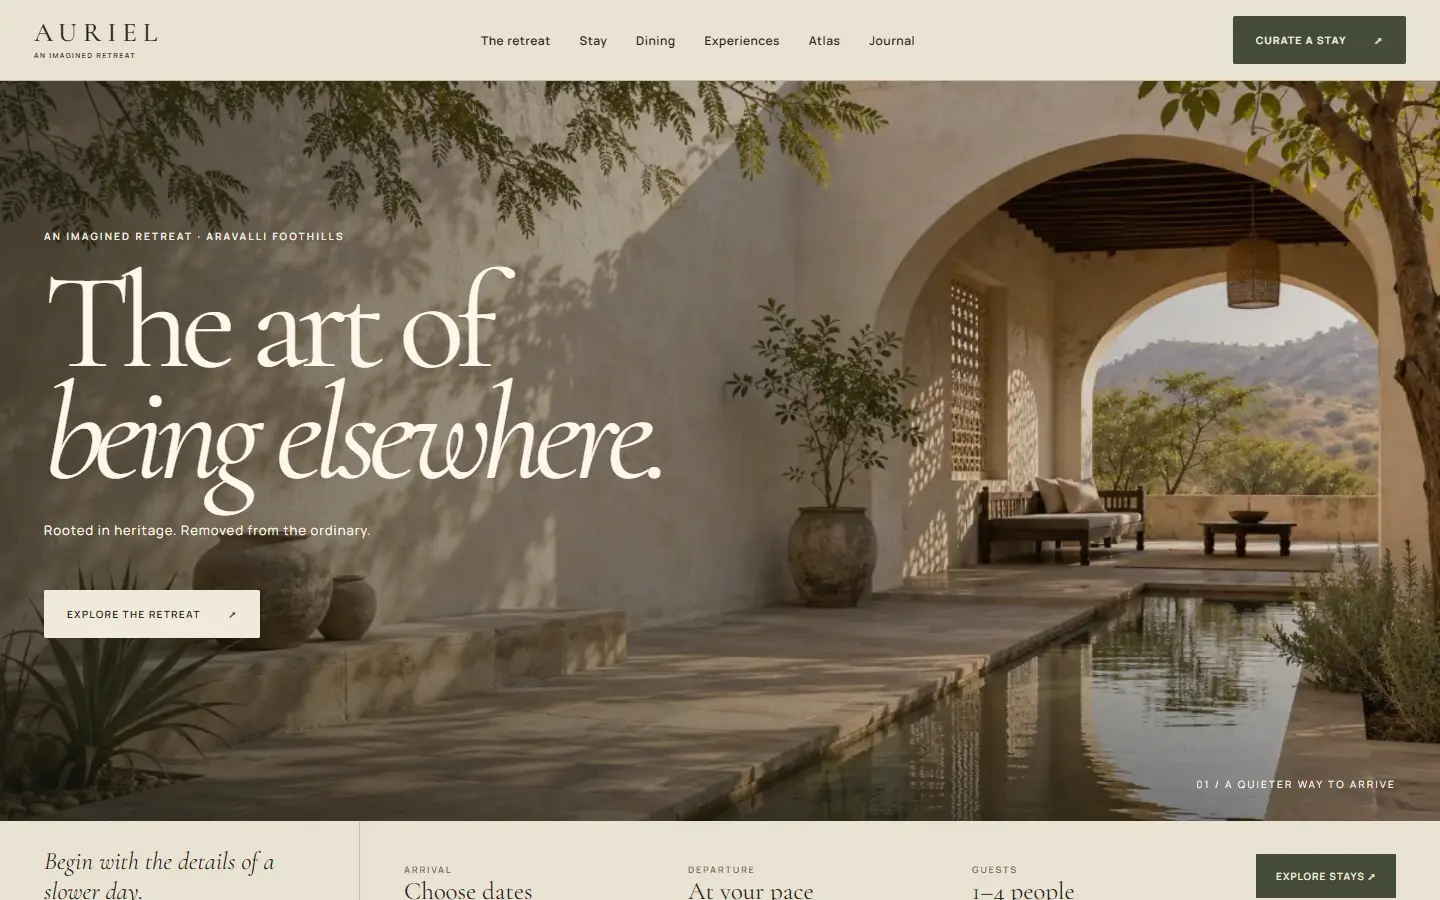 AURIEL
AN IMAGINED RETREAT
The retreat
Stay
Dining
Experiences
Atlas
Journal
CURATE A STAY ↗
AN IMAGINED RETREAT · ARAVALLI FOOTHILLS
The art of
being elsewhere.
Rooted in heritage. Removed from the ordinary.
EXPLORE THE RETREAT ↗
01 / A QUIETER WAY TO ARRIVE
Begin with the details of a
slower day.
ARRIVAL
Choose dates
DEPARTURE
At your pace
GUESTS
1–4 people
EXPLORE STAYS ↗